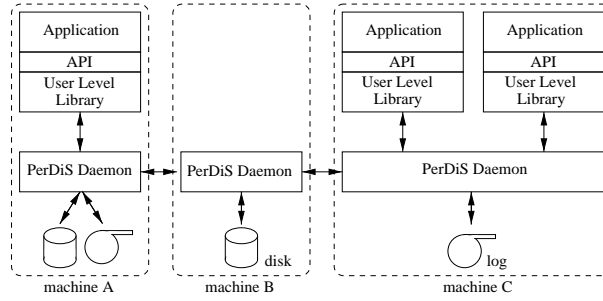 Application
API
User Level
Library
PerDiS Daemon
machine A
PerDiS Daemon
disk
machine B
Application
API
User Level
Library
Application
API
User Level
Library
PerDiS Daemon
log
machine C